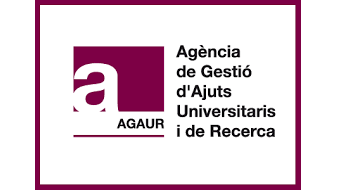 a
AGAUR
Agència
de Gestió
d'Ajuts
Universitaris
i de Recerca